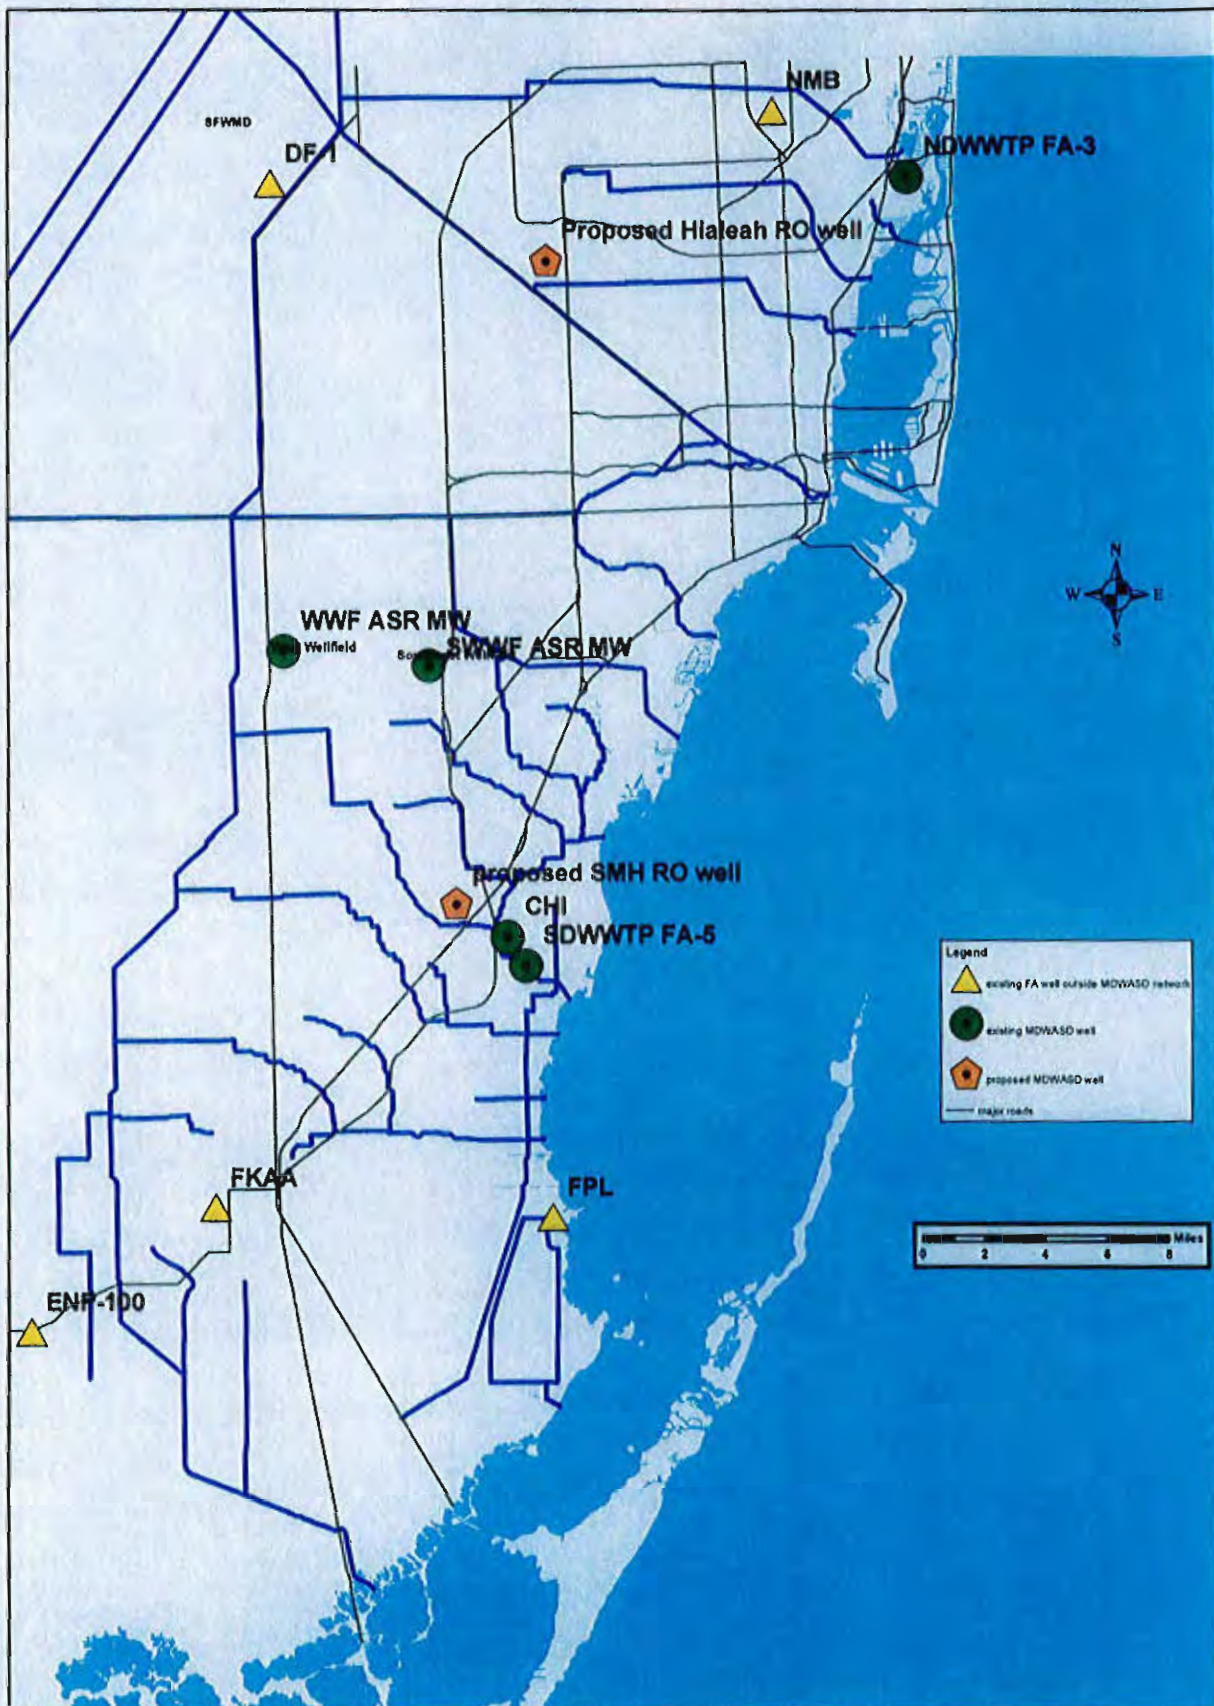 NMB
SFWMD
DF-1
NDWWTP FA-3
Proposed Hialeah RO well
N
W E
S
WWF ASR MW
Wellfield
SWWF ASR MW
proposed SMH RO well
CHI
SDWWTP FA-5
Legend
existing FA well outside MDWASD network
existing MDWASD well
proposed MDWASD well
major roads
FKAA
FPL
Miles
0 2 4 6 8
ENP-100